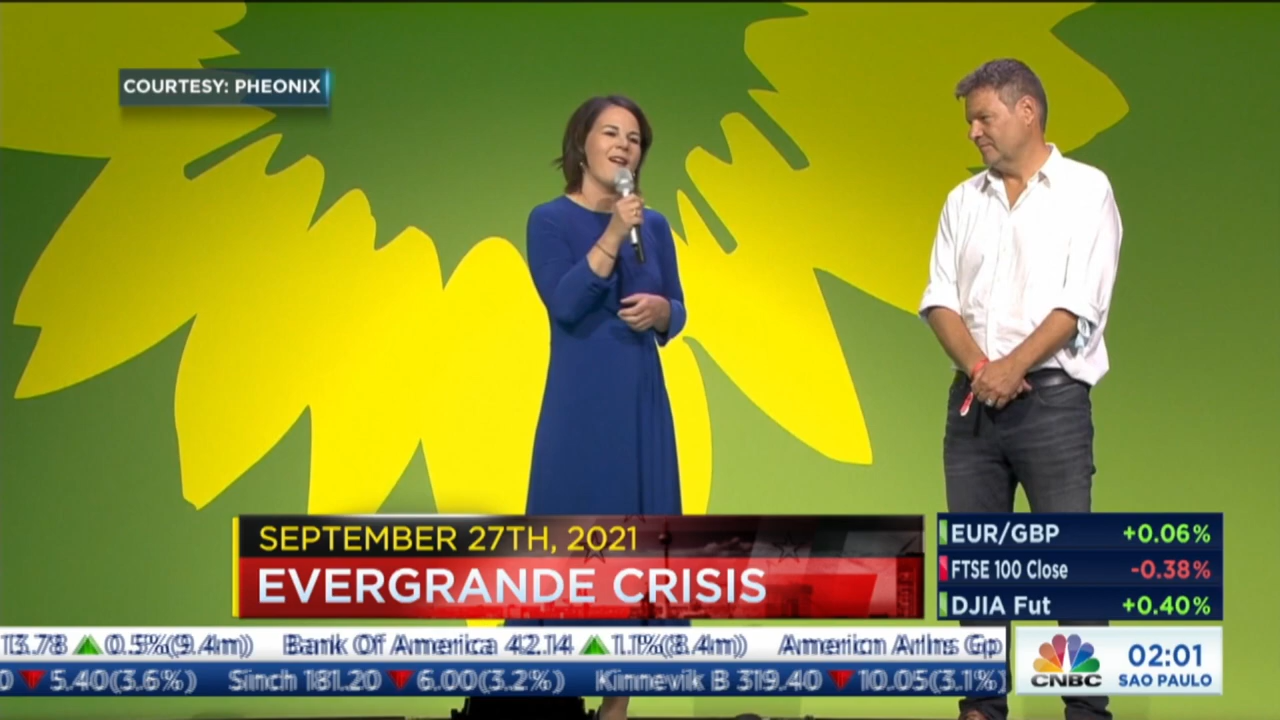 COURTESY: PHEONIX
SEPTEMBER 27TH, 2021
EVERGRANDE CRISIS
EUR/GBP +0.06%
FTSE 100 Close -0.38%
DJIA Fut +0.40%
13.78 ▲ 0.5%(9.4m) Bank Of America 42.14 ▲ 1.1%(8.4m) American Arlns Gp
0 ▼ 5.40(3.6%) Sinch 181.20 ▼ 6.00(3.2%) Kinnevik B 319.40 ▼ 10.05(3.1%)
CNBC
02:01
SAO PAULO